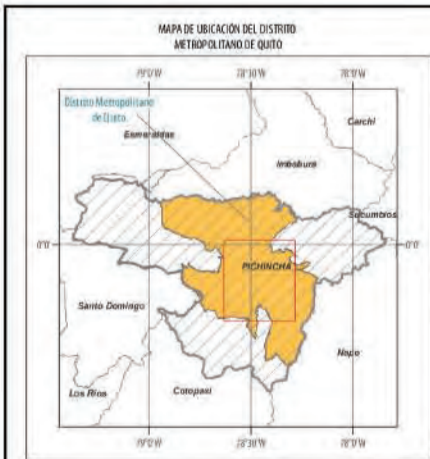 MAPA DE UBICACIÓN DEL DISTRITO
METROPOLITANO DE QUITO
79°0'W
78°30'W
78°0'W
Distrito Metropolitano
de Quito.
Esmeraldas
Carchi
Imbabura
Sucumbios
0°0'
0°0'
PICHINCHA
Santo Domingo
Napo
Los Ríos
Cotopaxi
79°0'W
78°30'W
78°0'W